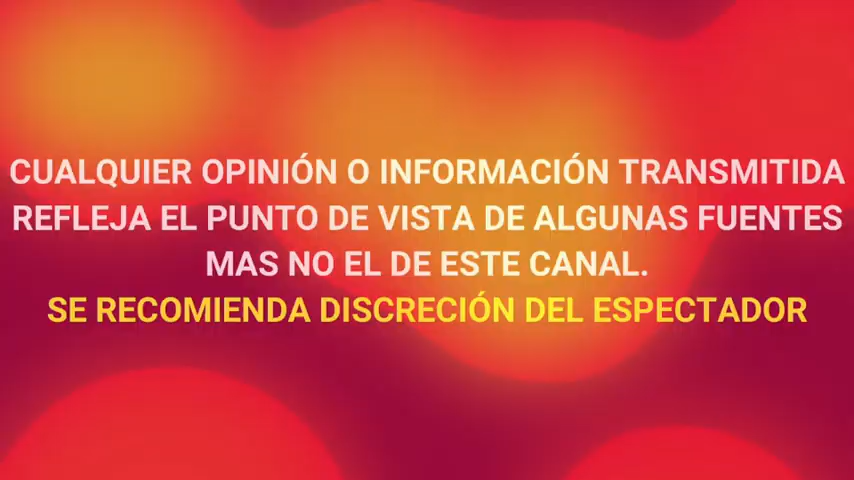 CUALQUIER OPINIÓN O INFORMACIÓN TRANSMITIDA
REFLEJA EL PUNTO DE VISTA DE ALGUNAS FUENTES
MAS NO EL DE ESTE CANAL.
SE RECOMIENDA DISCRECIÓN DEL ESPECTADOR